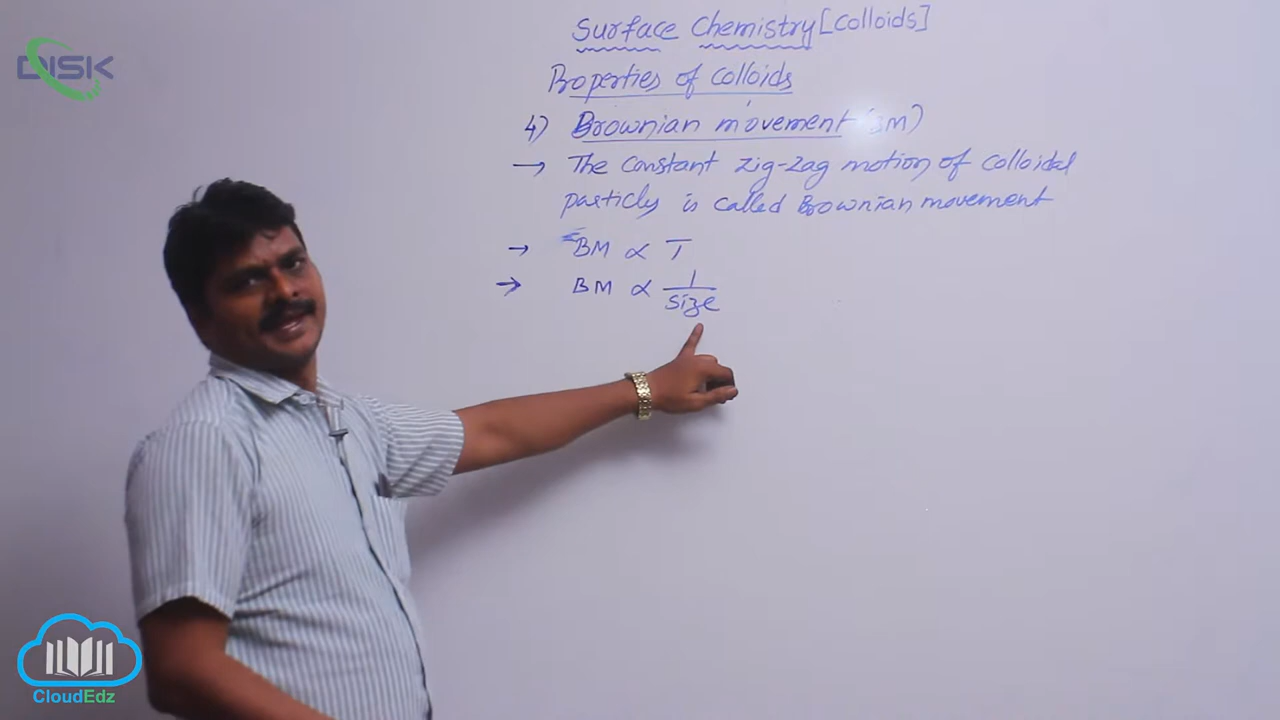 DISK
Surface Chemistry [Colloids]
Properties of colloids
4) Brownian movement (BM)
→ The constant zig-zag motion of colloidal
particles is called Brownian movement
→ BM ∝ T
→ BM ∝ 1/size
CloudEdz